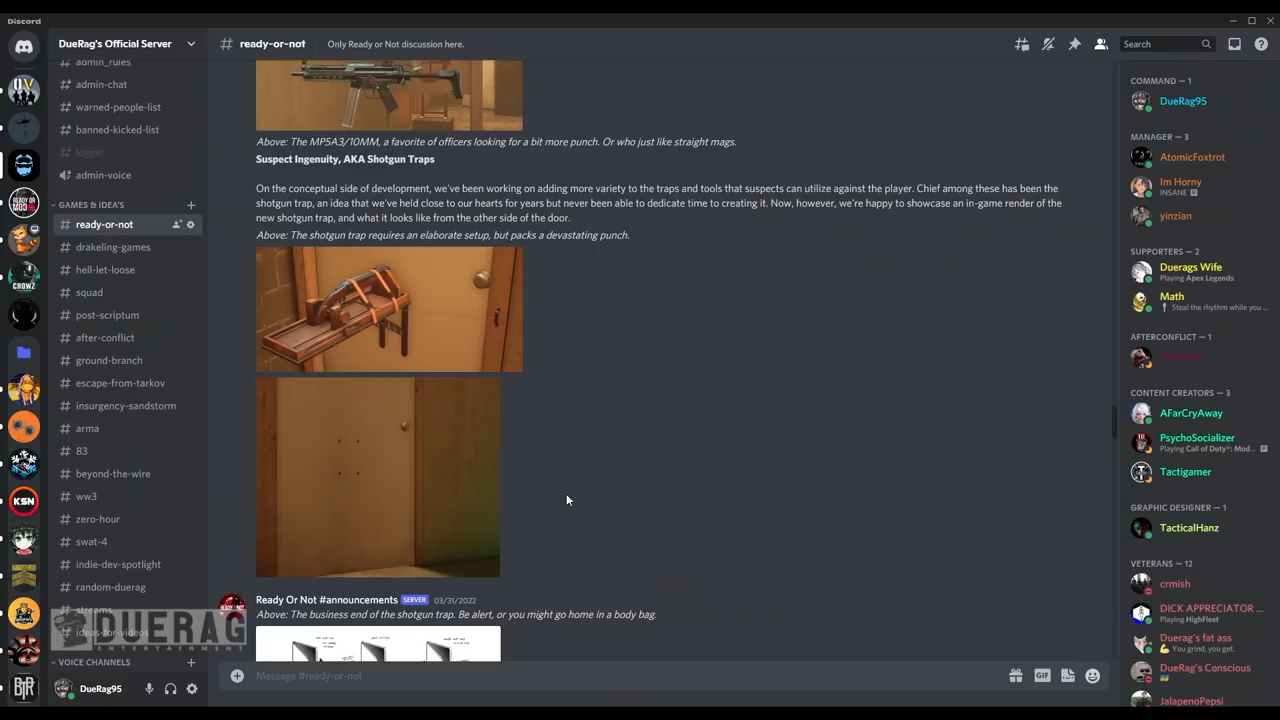 Discord
DueRag's Official Server
ready-or-not
Only Ready or Not discussion here.
Search
admin_rules
admin-chat
warned-people-list
banned-kicked-list
logger
admin-voice
GAMES & IDEA'S
ready-or-not
drakeling-games
hell-let-loose
squad
post-scriptum
after-conflict
ground-branch
escape-from-tarkov
insurgency-sandstorm
arma
83
beyond-the-wire
ww3
zero-hour
swat-4
indie-dev-spotlight
random-duerag
streams
ideas-for-videos
DUERAG
ENTERTAINMENT
VOICE CHANNELS
DueRag95
CROWZ
KSN
BTR
Above: The MP5A3/10MM, a favorite of officers looking for a bit more punch. Or who just like straight mags.
Suspect Ingenuity, AKA Shotgun Traps
On the conceptual side of development, we've been working on adding more variety to the traps and tools that suspects can utilize against the player. Chief among these has been the
shotgun trap, an idea that we've held close to our hearts for years but never been able to dedicate time to creating it. Now, however, we're happy to showcase an in-game render of the
new shotgun trap, and what it looks like from the other side of the door.
Above: The shotgun trap requires an elaborate setup, but packs a devastating punch.
Ready Or Not #announcements SERVER 03/31/2022
Above: The business end of the shotgun trap. Be alert, or you might go home in a body bag.
Message #ready-or-not
GIF
COMMAND — 1
DueRag95
MANAGER — 3
AtomicFoxtrot
Im Horny
INSANE
yinzian
SUPPORTERS — 2
Duerags Wife
Playing Apex Legends
Math
Steal the rhythm while you ...
AFTERCONFLICT — 1
CONTENT CREATORS — 3
AFarCryAway
PsychoSocializer
Playing Call of Duty®: Mod...
Tactigamer
GRAPHIC DESIGNER — 1
TacticalHanz
VETERANS — 12
crmish
DICK APPRECIATOR ...
Playing HighFleet
Duerag's fat ass
You grind, you get.
DueRag's Conscious
JalapenoPepsi